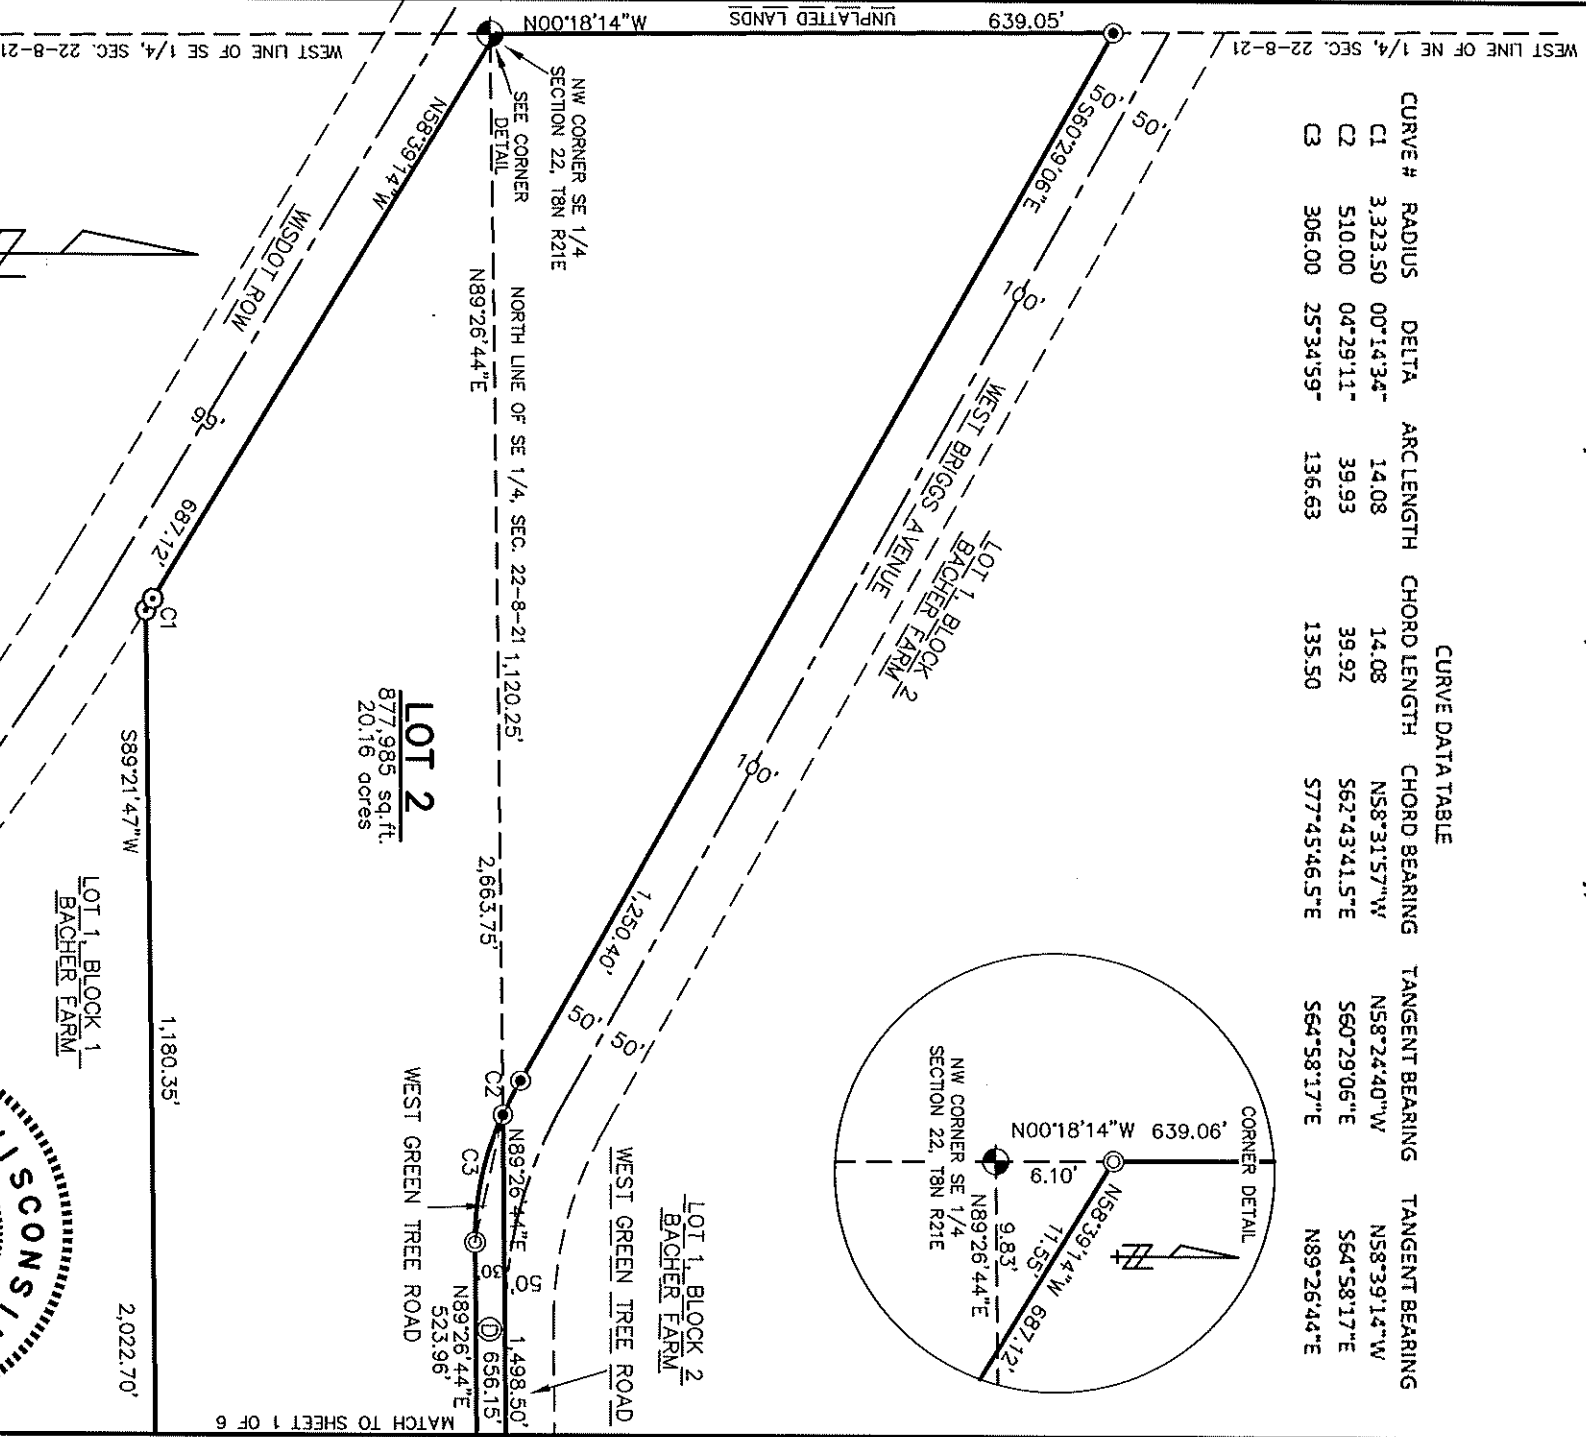 WEST LINE OF NE 1/4, SEC. 22-8-21
639.05'
UNPLATTED LANDS
N00°18'14"W
WEST LINE OF SE 1/4, SEC. 22-8-21
CURVE DATA TABLE
CURVE # RADIUS DELTA ARC LENGTH CHORD LENGTH CHORD BEARING TANGENT BEARING TANGENT BEARING
C1 3,323.50 00°14'34" 14.08 14.08 N58°31'57"W N58°24'40"W N58°39'14"W
C2 510.00 04°29'11" 39.93 39.92 S62°43'41.5"E S60°29'06"E S64°58'17"E
C3 306.00 25°34'59" 136.63 135.50 S77°45'46.5"E S64°58'17"E N89°26'44"E
50'
50'
S60°29'06"E
100'
WEST BRIGGS AVENUE
LOT 1, BLOCK 2
BACHER FARM
100'
1,250.40'
50'
50'
NW CORNER SE 1/4
SECTION 22, T8N R21E
SEE CORNER
DETAIL
NORTH LINE OF SE 1/4, SEC. 22-8-21
N89°26'44"E
1,120.25'
2,663.75'
N58°39'14"W
687.12'
WISDOT ROW
66'
C1
LOT 2
877,985 sq.ft.
20.16 acres
S89°21'47"W
1,180.35'
2,022.70'
LOT 1, BLOCK 1
BACHER FARM
C2
C3
WEST GREEN TREE ROAD
N89°26'44"E
30'
50'
1,498.50'
D 656.15'
N89°26'44"E
523.96'
WEST GREEN TREE ROAD
LOT 1, BLOCK 2
BACHER FARM
CORNER DETAIL
N00°18'14"W 639.06'
6.10'
N58°39'14"W 687.12'
11.55'
9.83'
N89°26'44"E
NW CORNER SE 1/4
SECTION 22, T8N R21E
MATCH TO SHEET 1 OF 6